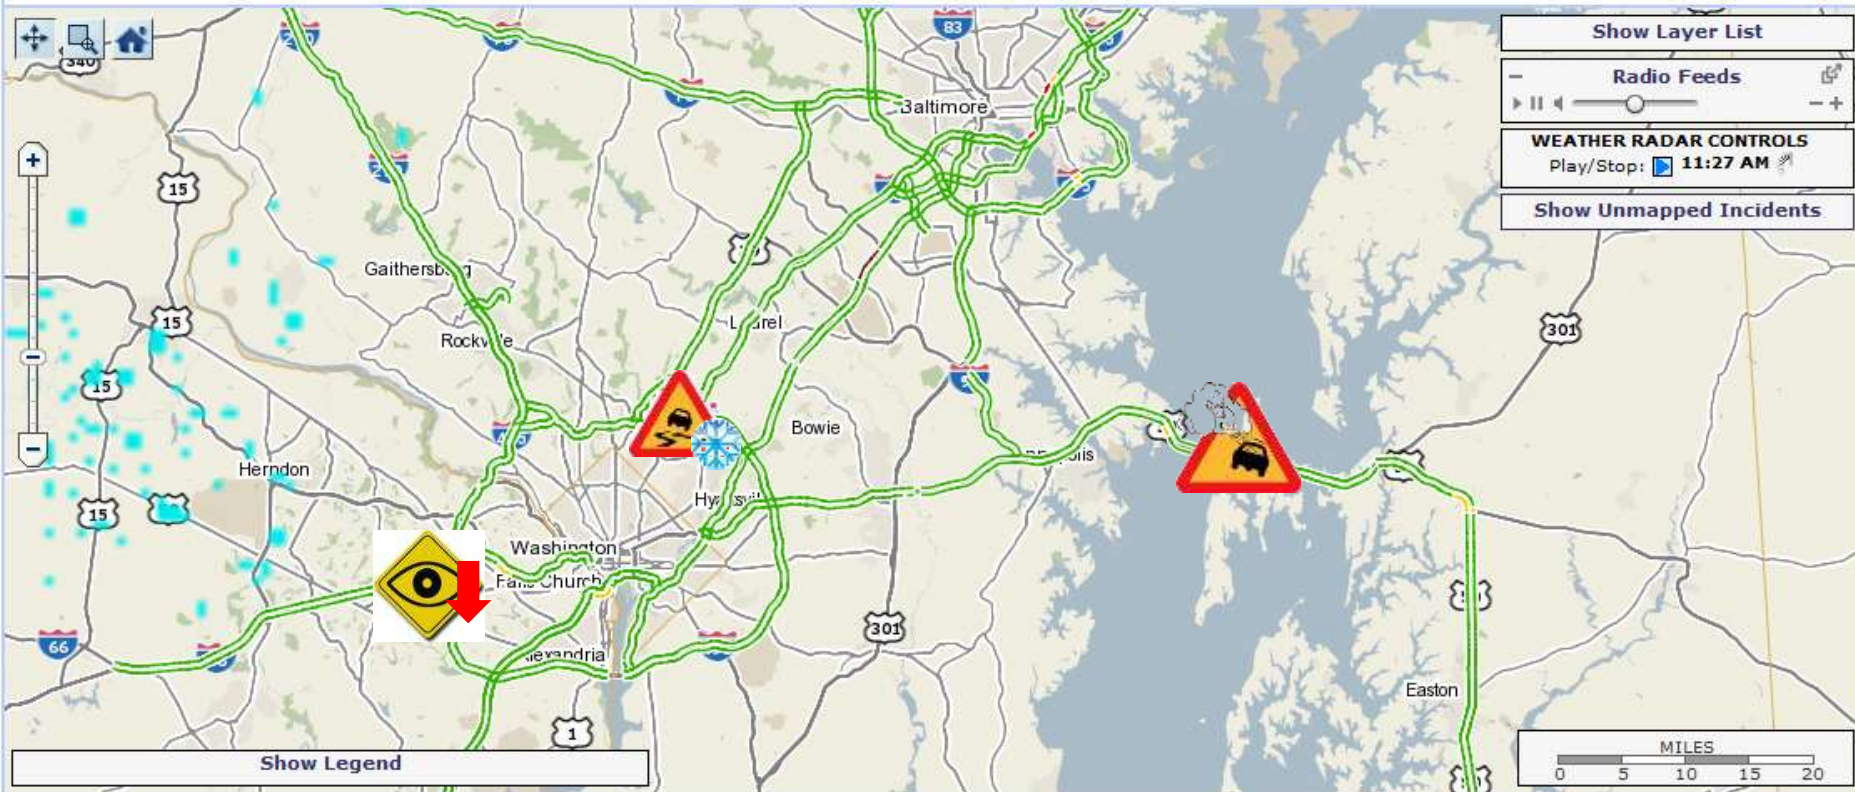 Show Layer List
Radio Feeds
WEATHER RADAR CONTROLS
Play/Stop: 11:27 AM
Show Unmapped Incidents
83
340
Baltimore
15
Gaithersburg
15
301
Rockville
Laurel
15
Bowie
Herndon
15
Washington
Falls Church
301
66
Alexandria
Easton
1
Show Legend
MILES
0 5 10 15 20